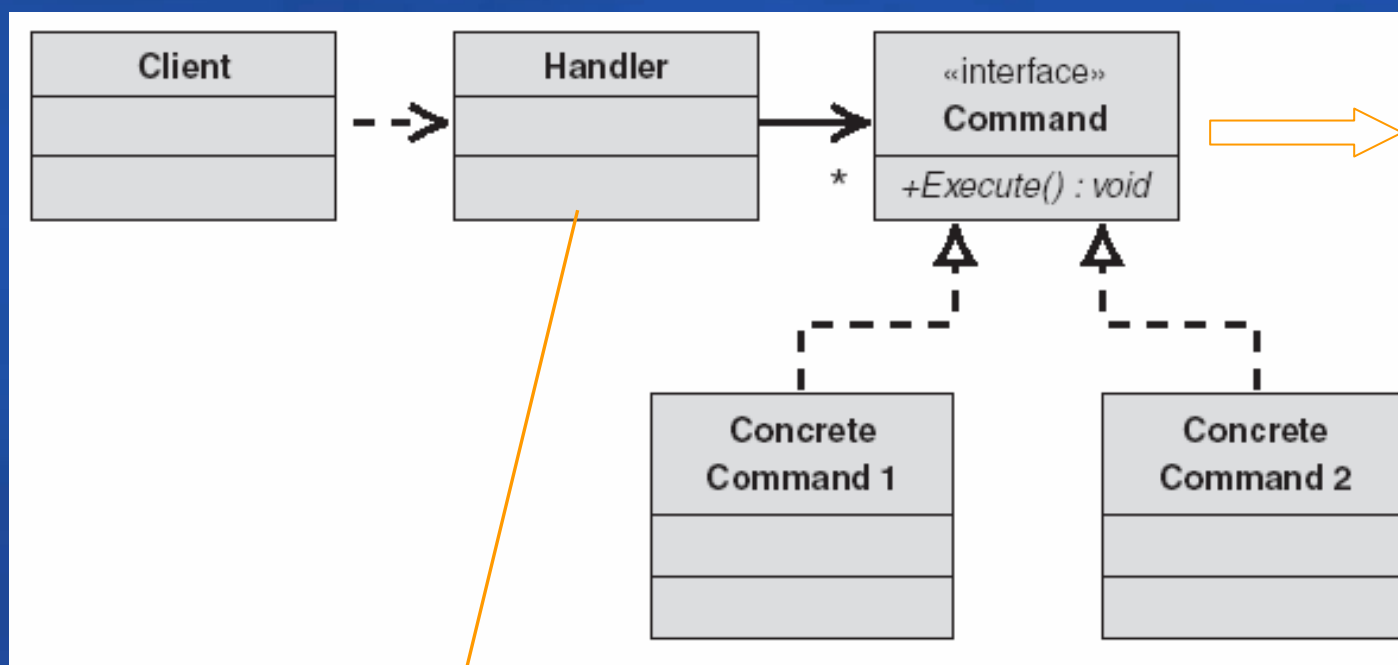 Client
Handler
«interface»
Command
*
+Execute() : void
Concrete
Command 1
Concrete
Command 2